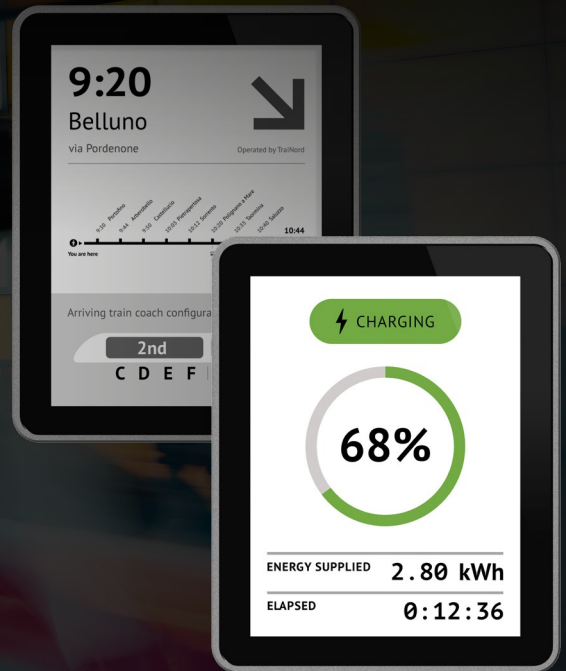 9:20
Belluno
via Pordenone
Operated by TraiNord
9:30 Portofino
9:44 Arberobello
9:50 Castelluccio
10:05 Pietrapertosa
10:12 Sorrento
10:20 Polignano a Mare
10:35 Taormina
10:40 Saluzzo
10:44
You are here
Arriving train coach configura
2nd
C D E F
CHARGING
68%
ENERGY SUPPLIED 2.80 kWh
ELAPSED 0:12:36